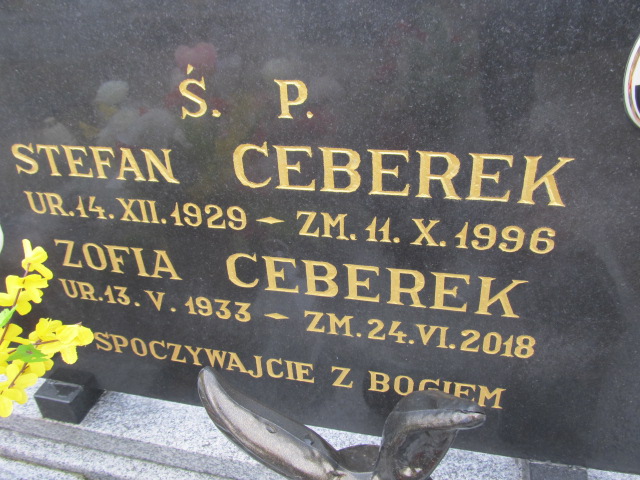 Ś. P.
STEFAN CEBEREK
UR. 14. XII. 1929 - ZM. 11. X. 1996
ZOFIA CEBEREK
UR. 13. V. 1933 - ZM. 24. VI. 2018
SPOCZYWAJCIE Z BOGIEM